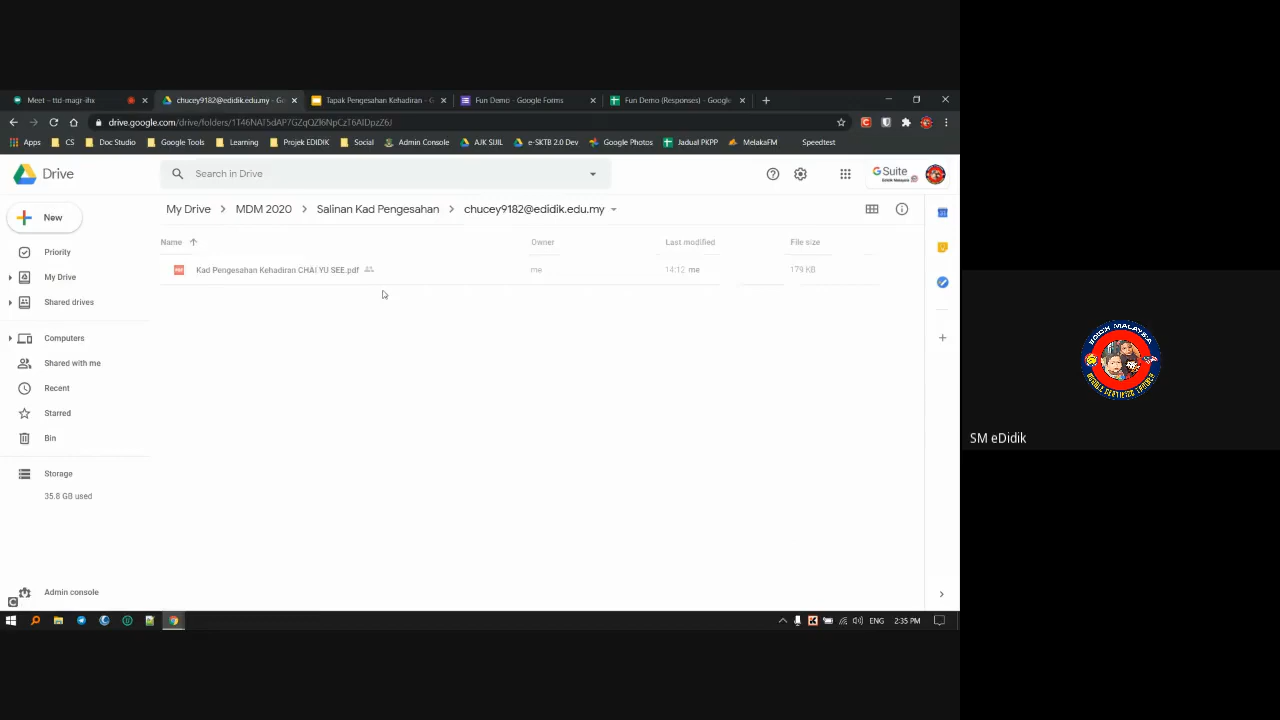 Meet – ttd-magr-ihx
chucey9182@edidik.edu.my - Go
Tapak Pengesahan Kehadiran - G
Fun Demo - Google Forms
Fun Demo (Responses) - Google
drive.google.com/drive/folders/
Apps CS Doc Studio Google Tools Learning Projek EDIDIK Social Admin Console AJK SIJIL e-SKTB 2.0 Dev Google Photos Jadual PKPP MelakaFM Speedtest
Drive
Search in Drive
G Suite
New
My Drive > MDM 2020 > Salinan Kad Pengesahan > chucey9182@edidik.edu.my
Name Owner Last modified File size
Kad Pengesahan Kehadiran CHAI YU SEE.pdf me 14:12 me 179 KB
Priority
My Drive
Shared drives
Computers
Shared with me
Recent
Starred
Bin
Storage
35.8 GB used
Admin console
ENG 2:35 PM
SM eDidik
EDIDIK MALAYSIA